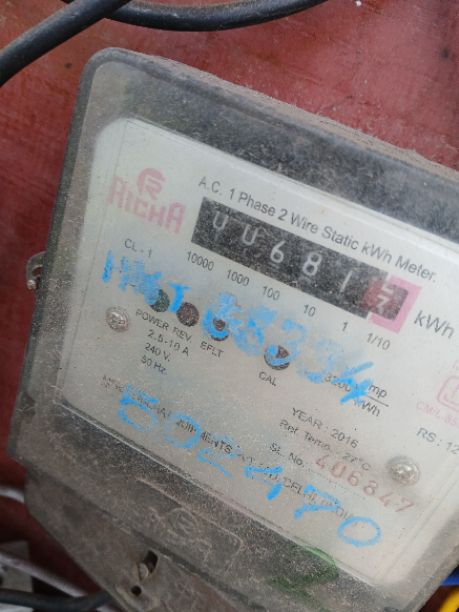 RICHA
A.C. 1 Phase 2 Wire Static kWh Meter.
00681
kWh
CL-1 10000 1000 100 10 1 1/10
POWER REV. EFLT CAL
2.5-10 A
240 V.
50 Hz.
3200
YEAR : 2016
Ref. Temp. : 27°C
SL. No. 406847
RS: 12
602470